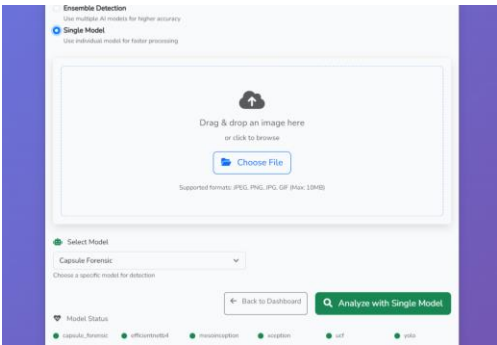 Ensemble Detection
Use multiple AI models for higher accuracy
Single Model
Use individual model for faster processing
Drag & drop an image here
or click to browse
Choose File
Supported formats: JPEG, PNG, JPG, GIF (Max: 10MB)
Select Model
Capsule Forensic
Choose a specific model for detection
Back to Dashboard
Analyze with Single Model
Model Status
capsule_forensic efficientnetb4 mesoinception xception ucf yolo